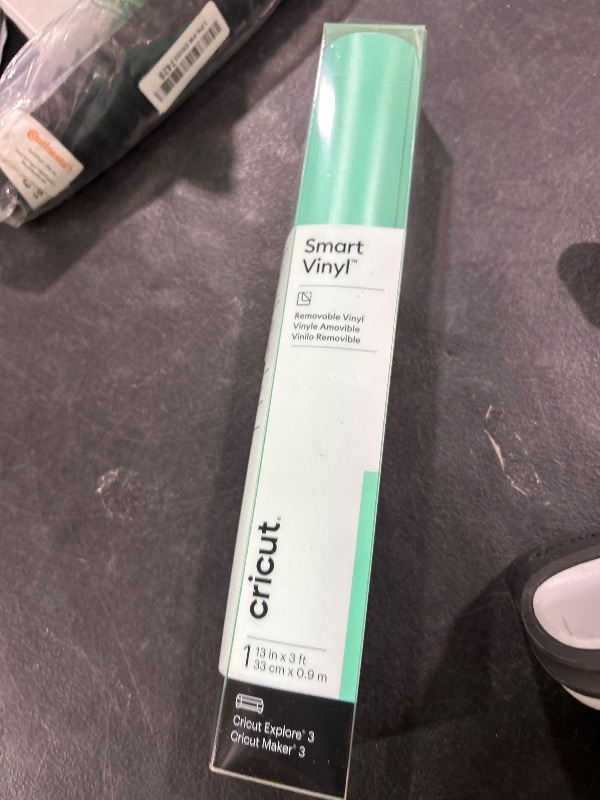 Continental
Smart
Vinyl™
Removable Vinyl
Vinyle Amovible
Vinilo Removible
cricut®
1 13 in x 3 ft
33 cm x 0.9 m
Cricut Explore® 3
Cricut Maker® 3